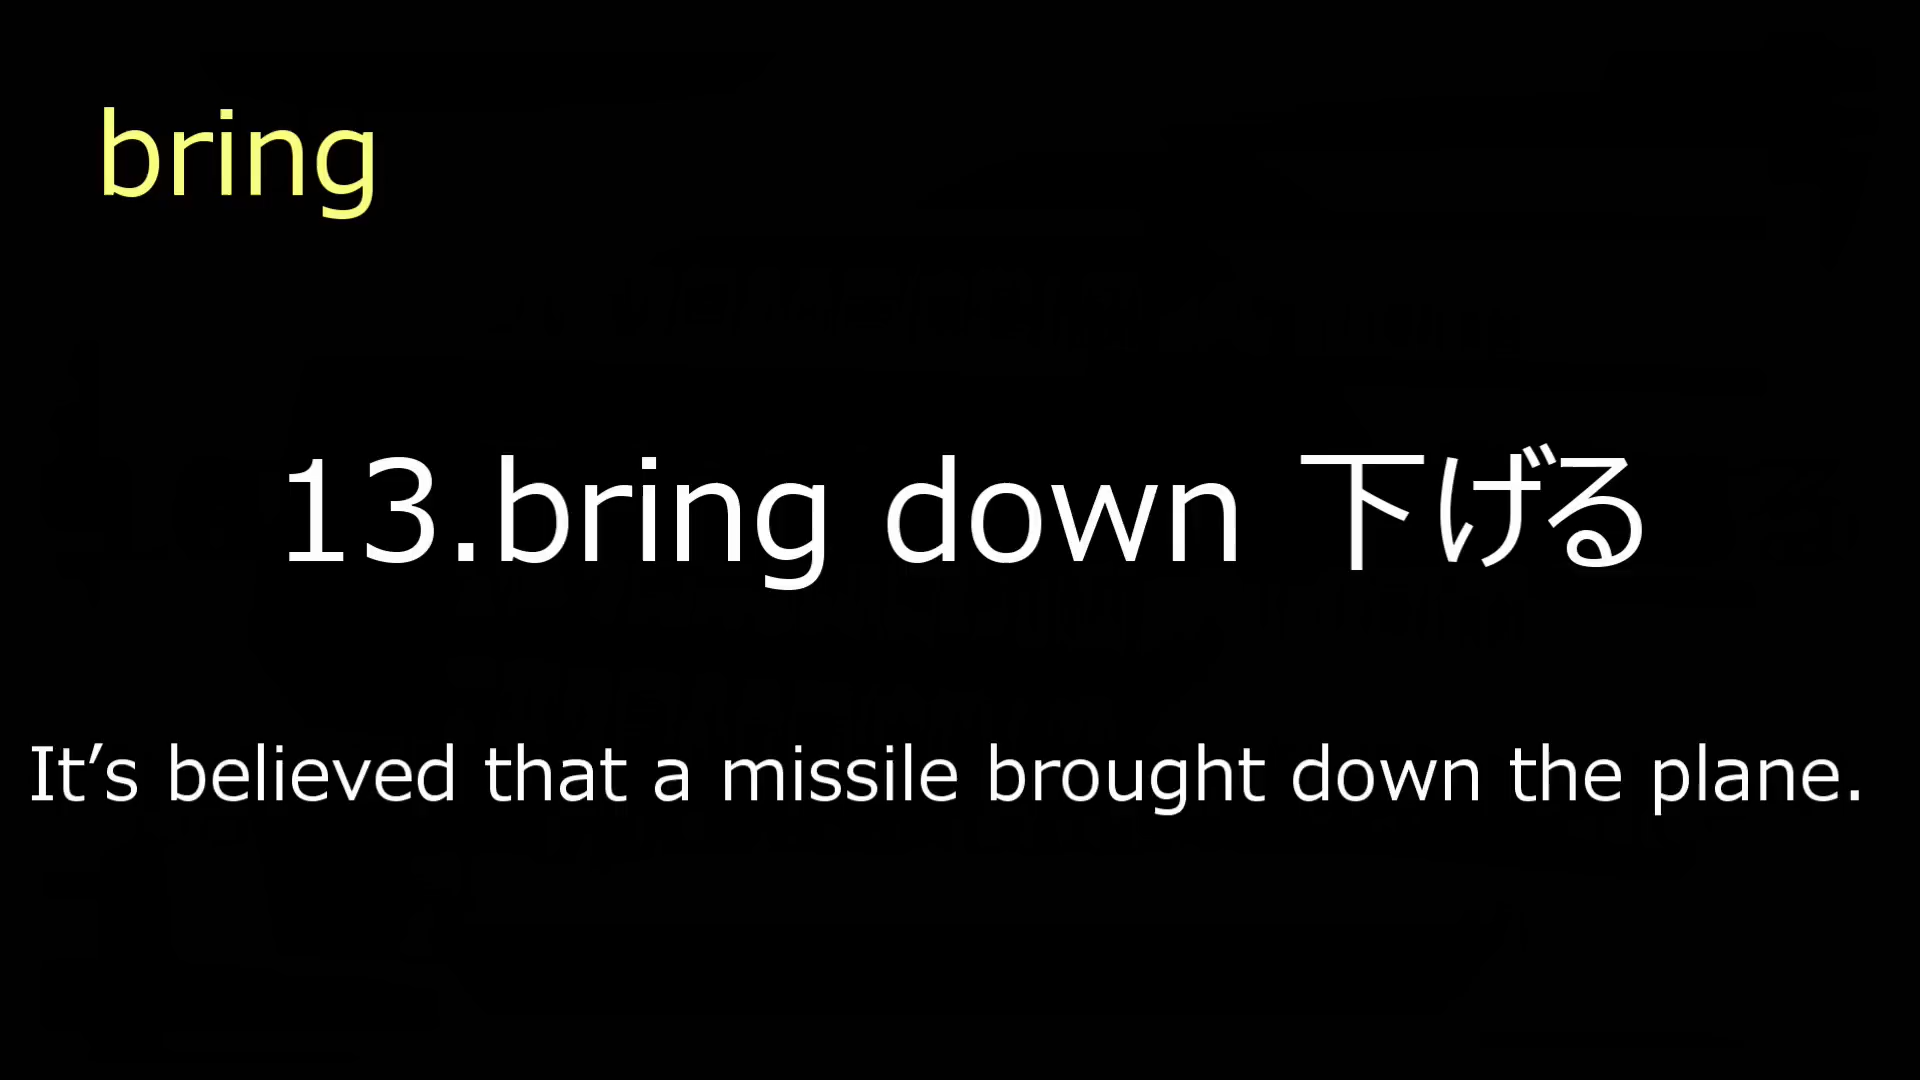 bring
13.bring down 下げる
It’s believed that a missile brought down the plane.